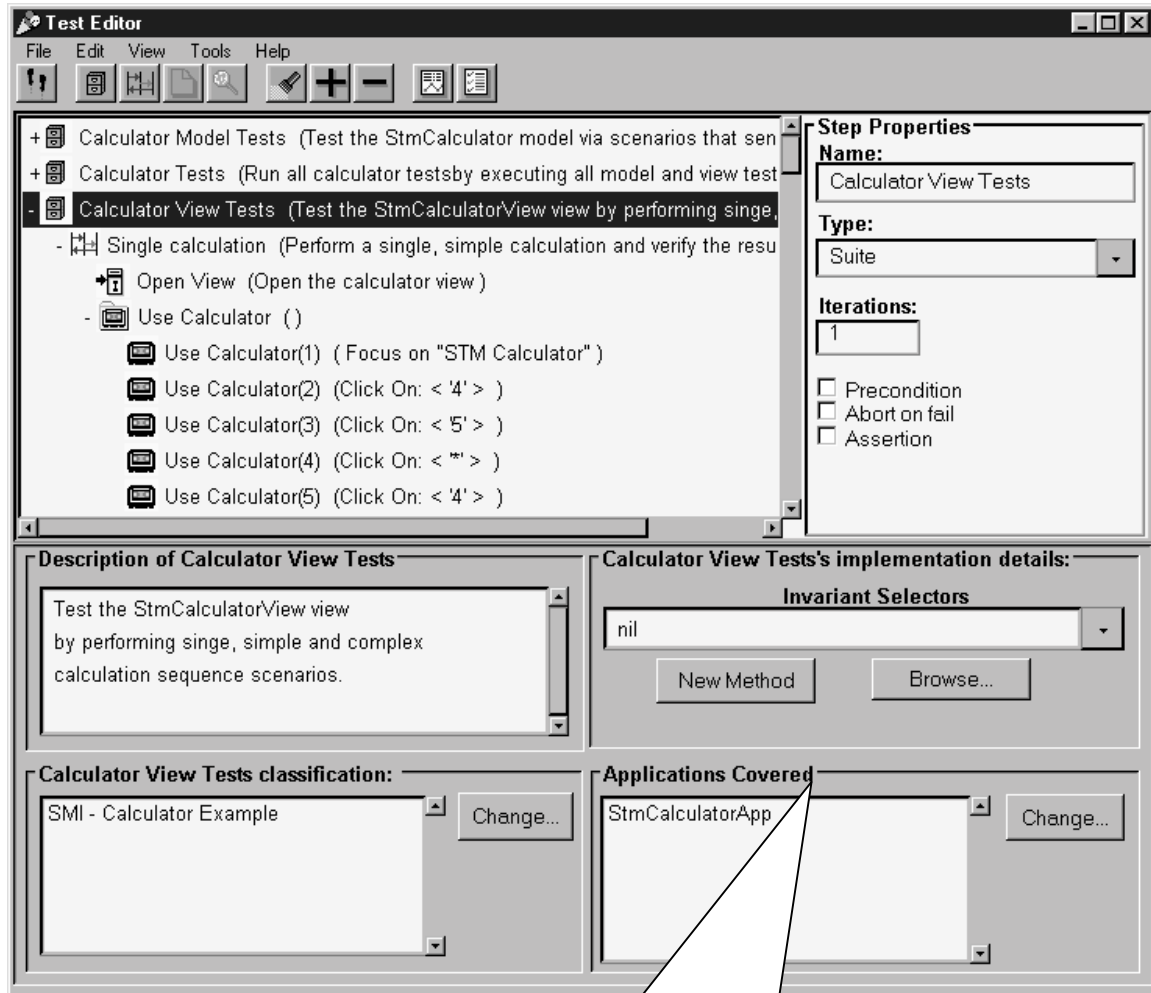 Test Editor
File Edit View Tools Help
+ Calculator Model Tests (Test the StmCalculator model via scenarios that sen
+ Calculator Tests (Run all calculator testsby executing all model and view test
- Calculator View Tests (Test the StmCalculatorView view by performing singe,
- Single calculation (Perform a single, simple calculation and verify the resu
Open View (Open the calculator view )
- Use Calculator ()
Use Calculator(1) ( Focus on "STM Calculator" )
Use Calculator(2) (Click On: < '4' > )
Use Calculator(3) (Click On: < '5' > )
Use Calculator(4) (Click On: < '*' > )
Use Calculator(5) (Click On: < '4' > )
Step Properties
Name:
Calculator View Tests
Type:
Suite
Iterations:
1
Precondition
Abort on fail
Assertion
Description of Calculator View Tests
Test the StmCalculatorView view
by performing singe, simple and complex
calculation sequence scenarios.
Calculator View Tests's implementation details:
Invariant Selectors
nil
New Method Browse...
Calculator View Tests classification:
SMI - Calculator Example
Change...
Applications Covered
StmCalculatorApp
Change...